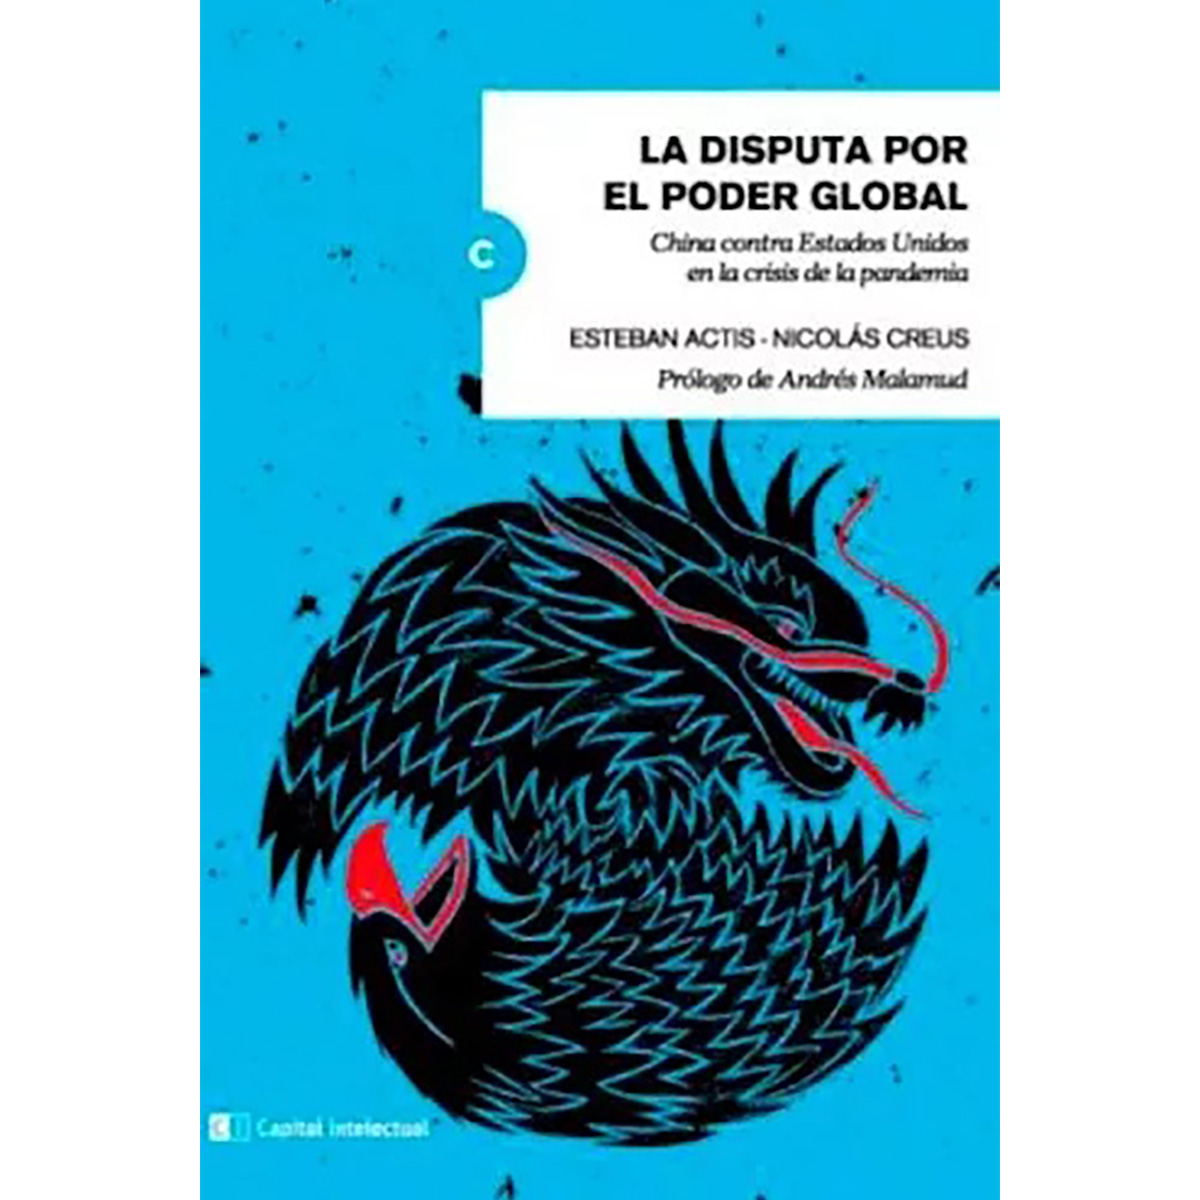 LA DISPUTA POR
EL PODER GLOBAL
China contra Estados Unidos
en la crisis de la pandemia
C
ESTEBAN ACTIS - NICOLÁS CREUS
Prólogo de Andrés Malamud
CI Capital intelectual